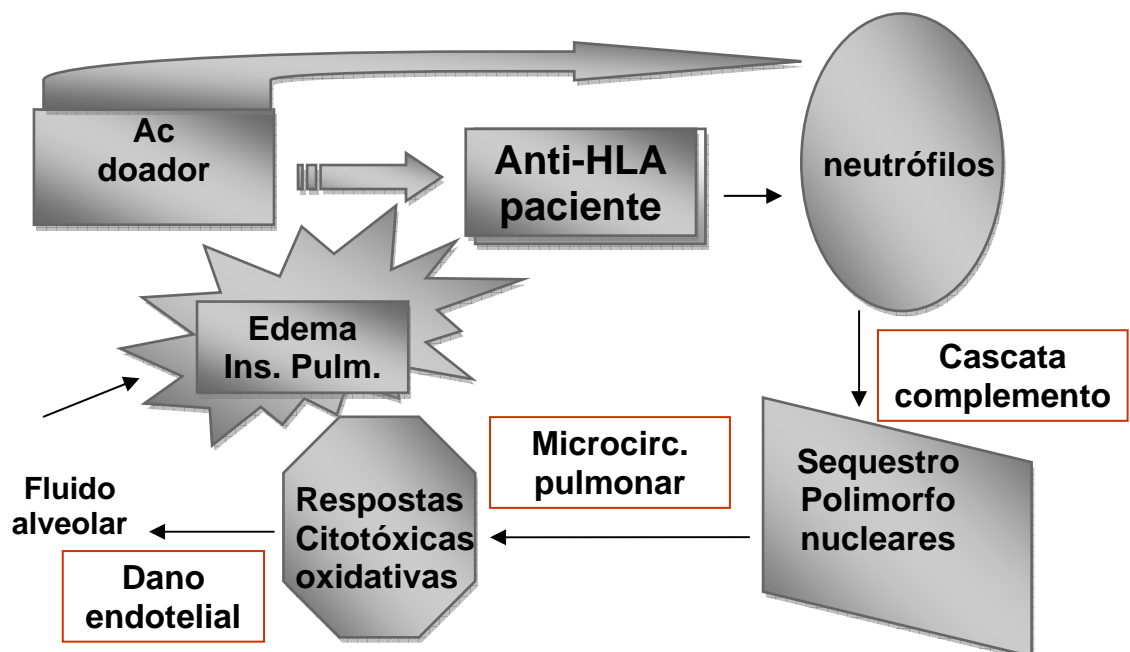 Ac
doador
Anti-HLA
paciente
neutrófilos
Cascata
complemento
Sequestro
Polimorfo
nucleares
Microcirc.
pulmonar
Respostas
Citotóxicas
oxidativas
Dano
endotelial
Fluido
alveolar
Edema
Ins. Pulm.